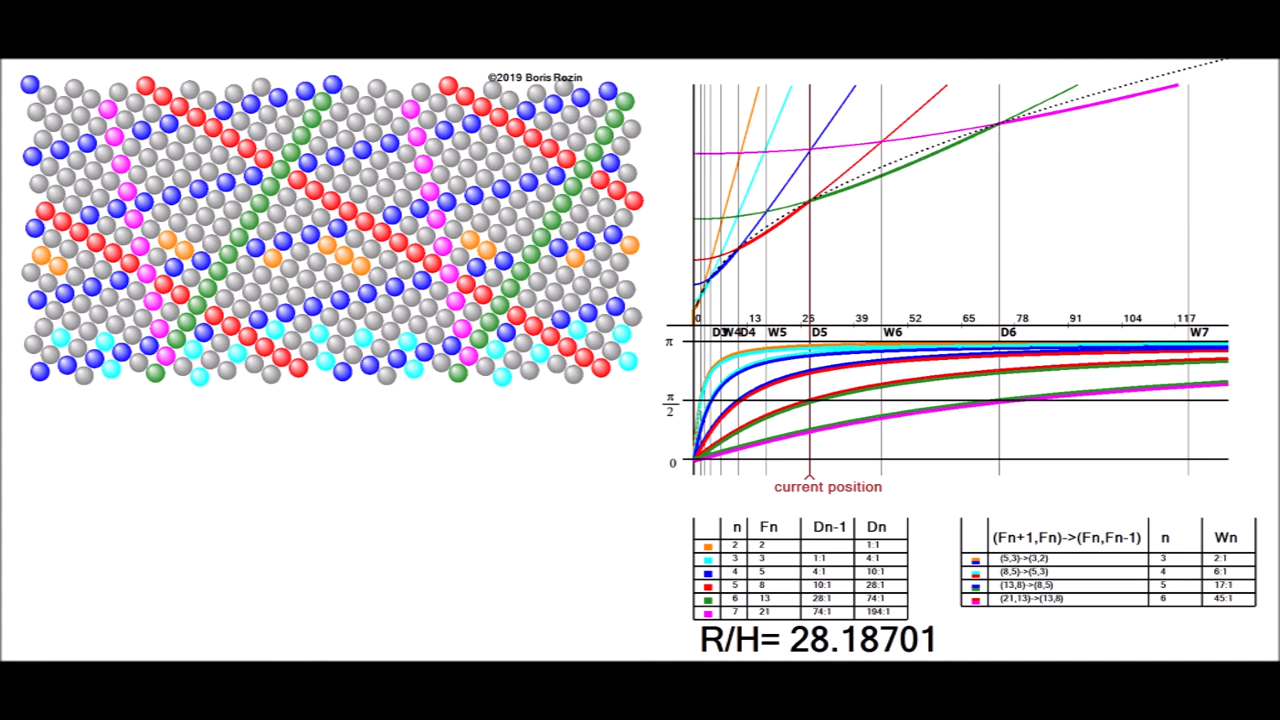 ©2019 Boris Rozin
0 13 25 39 52 65 78 91 104 117
D3 W4 D4 W5 D5 W6 D6 W7
π
π
2
0
current position
n Fn Dn-1 Dn
2 2 1:1
3 3 1:1 4:1
4 5 4:1 10:1
5 8 10:1 28:1
6 13 28:1 74:1
7 21 74:1 194:1
(Fn+1,Fn)->(Fn,Fn-1) n Wn
(5,3)->(3,2) 3 2:1
(8,5)->(5,3) 4 6:1
(13,8)->(8,5) 5 17:1
(21,13)->(13,8) 6 45:1
R/H= 28.18701